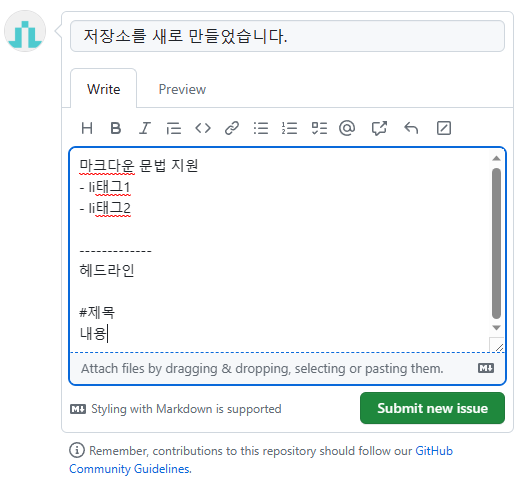 저장소를 새로 만들었습니다.
Write Preview
H B I <> @
마크다운 문법 지원
- li태그1
- li태그2
-------------
헤드라인
#제목
내용
Attach files by dragging & dropping, selecting or pasting them.
Styling with Markdown is supported
Submit new issue
Remember, contributions to this repository should follow our GitHub
Community Guidelines.